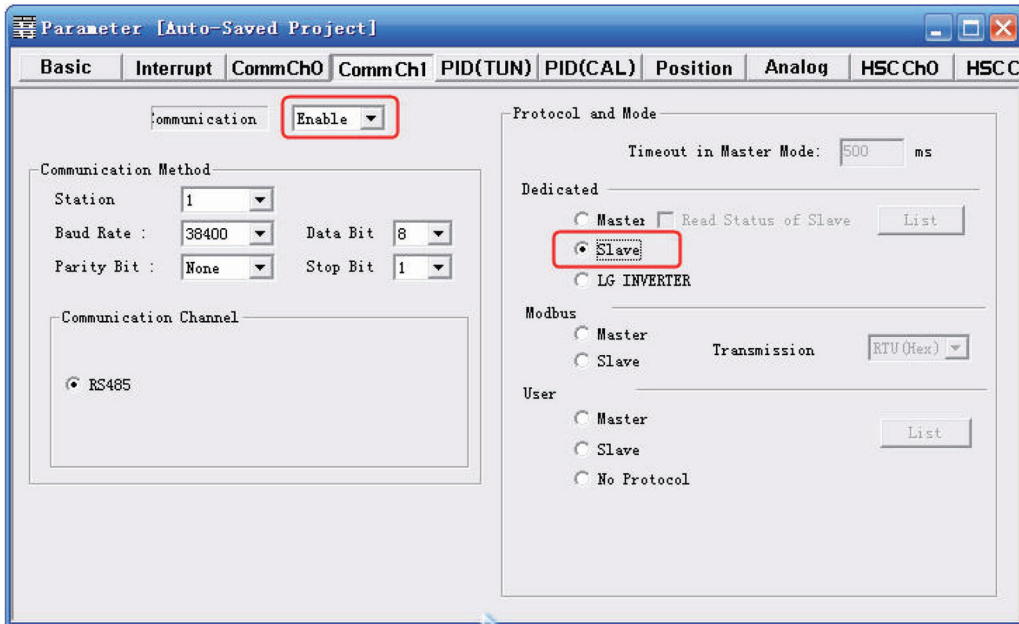 Parameter [Auto-Saved Project]
Basic Interrupt CommCh0 CommCh1 PID(TUN) PID(CAL) Position Analog HSCCh0 HSCC
ommunication Enable
Communication Method
Station 1
Baud Rate : 38400 Data Bit 8
Parity Bit : None Stop Bit 1
Communication Channel
RS485
Protocol and Mode
Timeout in Master Mode: 500 ms
Dedicated
Master Read Status of Slave List
Slave
LG INVERTER
Modbus
Master
Slave
Transmission RTU(Hex)
User
Master
Slave
No Protocol
List